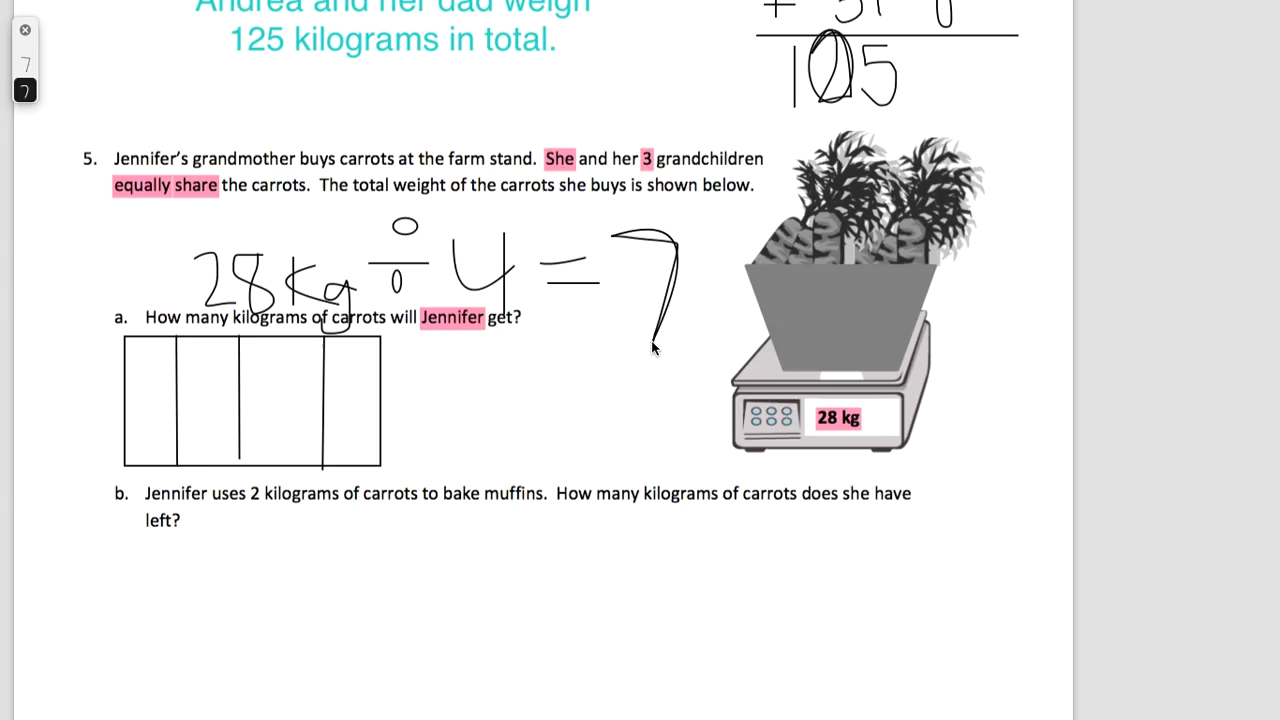 Andrea and her dad weigh
125 kilograms in total.
125
7
7
5. Jennifer's grandmother buys carrots at the farm stand. She and her 3 grandchildren
equally share the carrots. The total weight of the carrots she buys is shown below.
28 kg ÷ 4 = 7
a. How many kilograms of carrots will Jennifer get?
28 kg
b. Jennifer uses 2 kilograms of carrots to bake muffins. How many kilograms of carrots does she have
left?